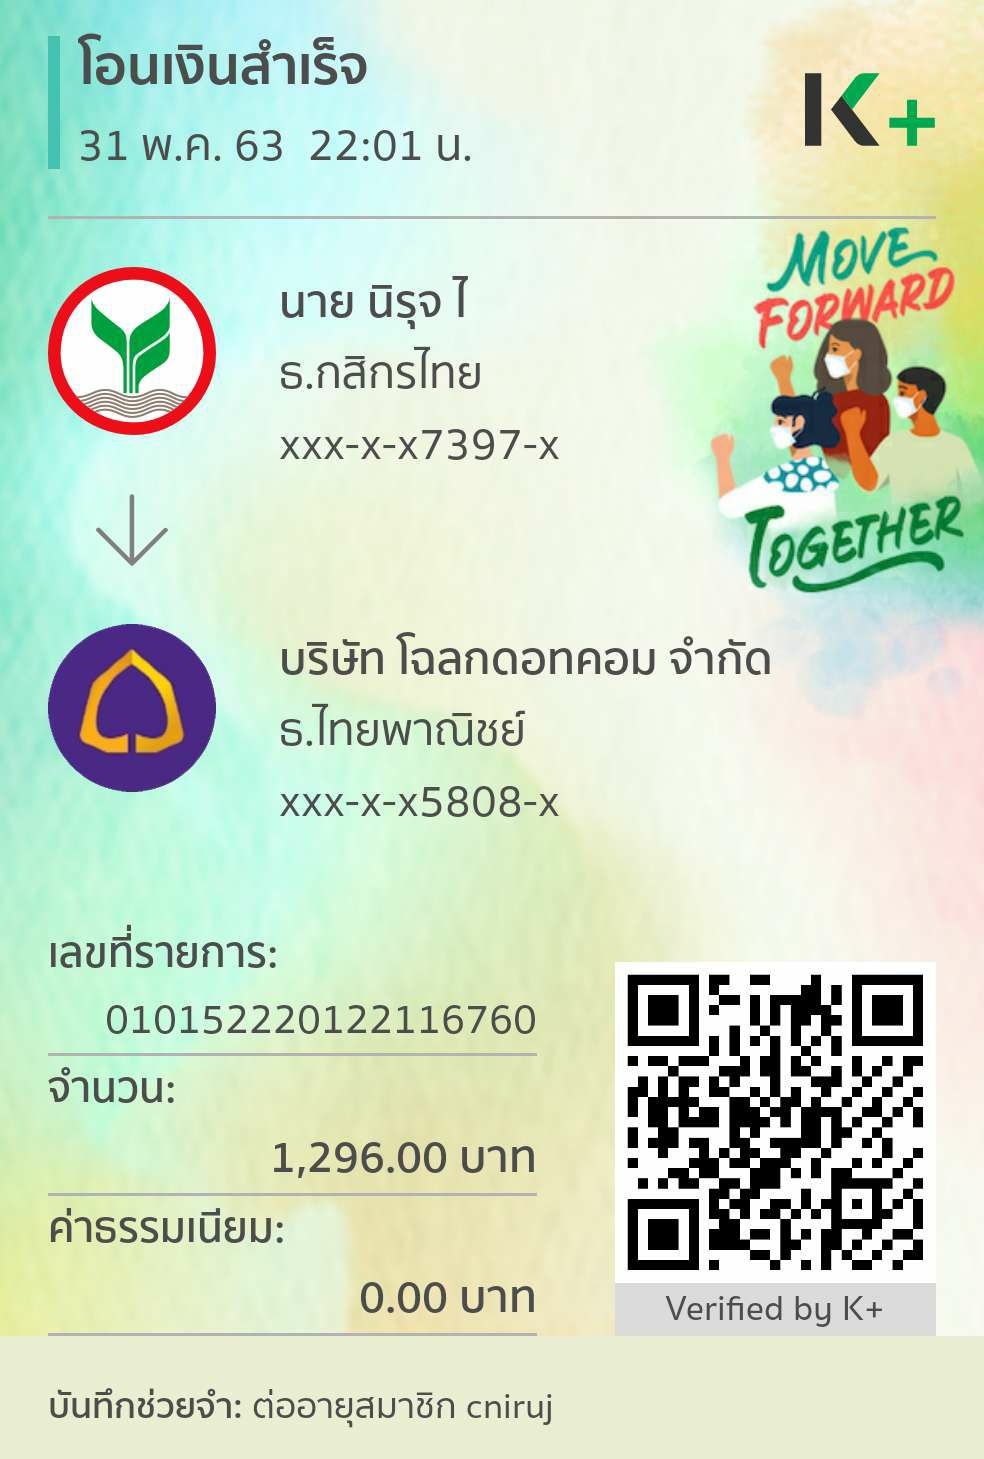 โอนเงินสำเร็จ
31 พ.ค. 63 22:01 น.
K+
MOVE
FORWARD
TOGETHER
นาย นิรุจ ไ
ธ.กสิกรไทย
xxx-x-x7397-x
บริษัท โฉลกดอทคอม จำกัด
ธ.ไทยพาณิชย์
xxx-x-x5808-x
เลขที่รายการ:
010152220122116760
จำนวน:
1,296.00 บาท
ค่าธรรมเนียม:
0.00 บาท
Verified by K+
บันทึกช่วยจำ: ต่ออายุสมาชิก cniruj